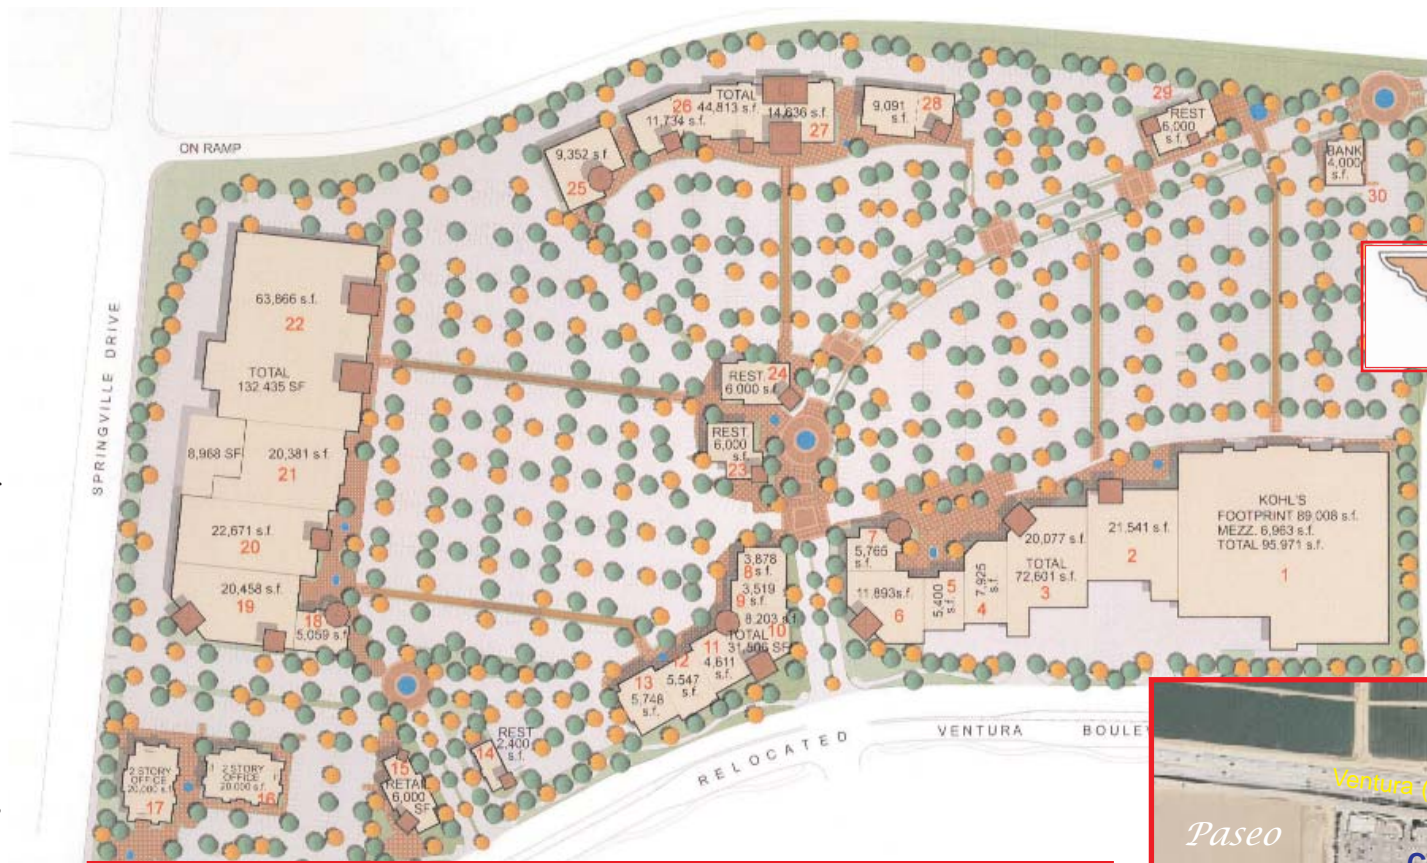 ON RAMP
SPRINGVILLE DRIVE
9,352 s.f.
25
26
11,734 s.f.
TOTAL
44,813 s.f.
14,636 s.f.
27
9,091
s.f.
28
29
REST
6,000
s.f.
BANK
4,000
s.f.
30
63,866 s.f.
22
TOTAL
132,435 SF
8,968 SF
20,381 s.f.
21
22,671 s.f.
20
20,458 s.f.
19
18
5,059 s.f.
REST.
24
6,000 s.f.
REST.
6,000
s.f.
23
7
5,765
s.f.
11,893 s.f.
6
5
5,400
s.f.
7,925
s.f.
4
20,077 s.f.
TOTAL
72,601 s.f.
3
21,541 s.f.
2
KOHL'S
FOOTPRINT 89,008 s.f.
MEZZ. 6,963 s.f.
TOTAL 95,971 s.f.
1
3,878
8 s.f.
3,519
9 s.f.
8,203 s.f.
10
TOTAL
31,506 SF
11
4,611
s.f.
12
5,547
s.f.
13
5,748
s.f.
REST
2,400
s.f.
14
15
RETAIL
6,000
SF
2 STORY
OFFICE
20,000 s.f.
16
2 STORY
OFFICE
20,000 s.f.
17
RELOCATED VENTURA BOULEV
Ventura (
Paseo